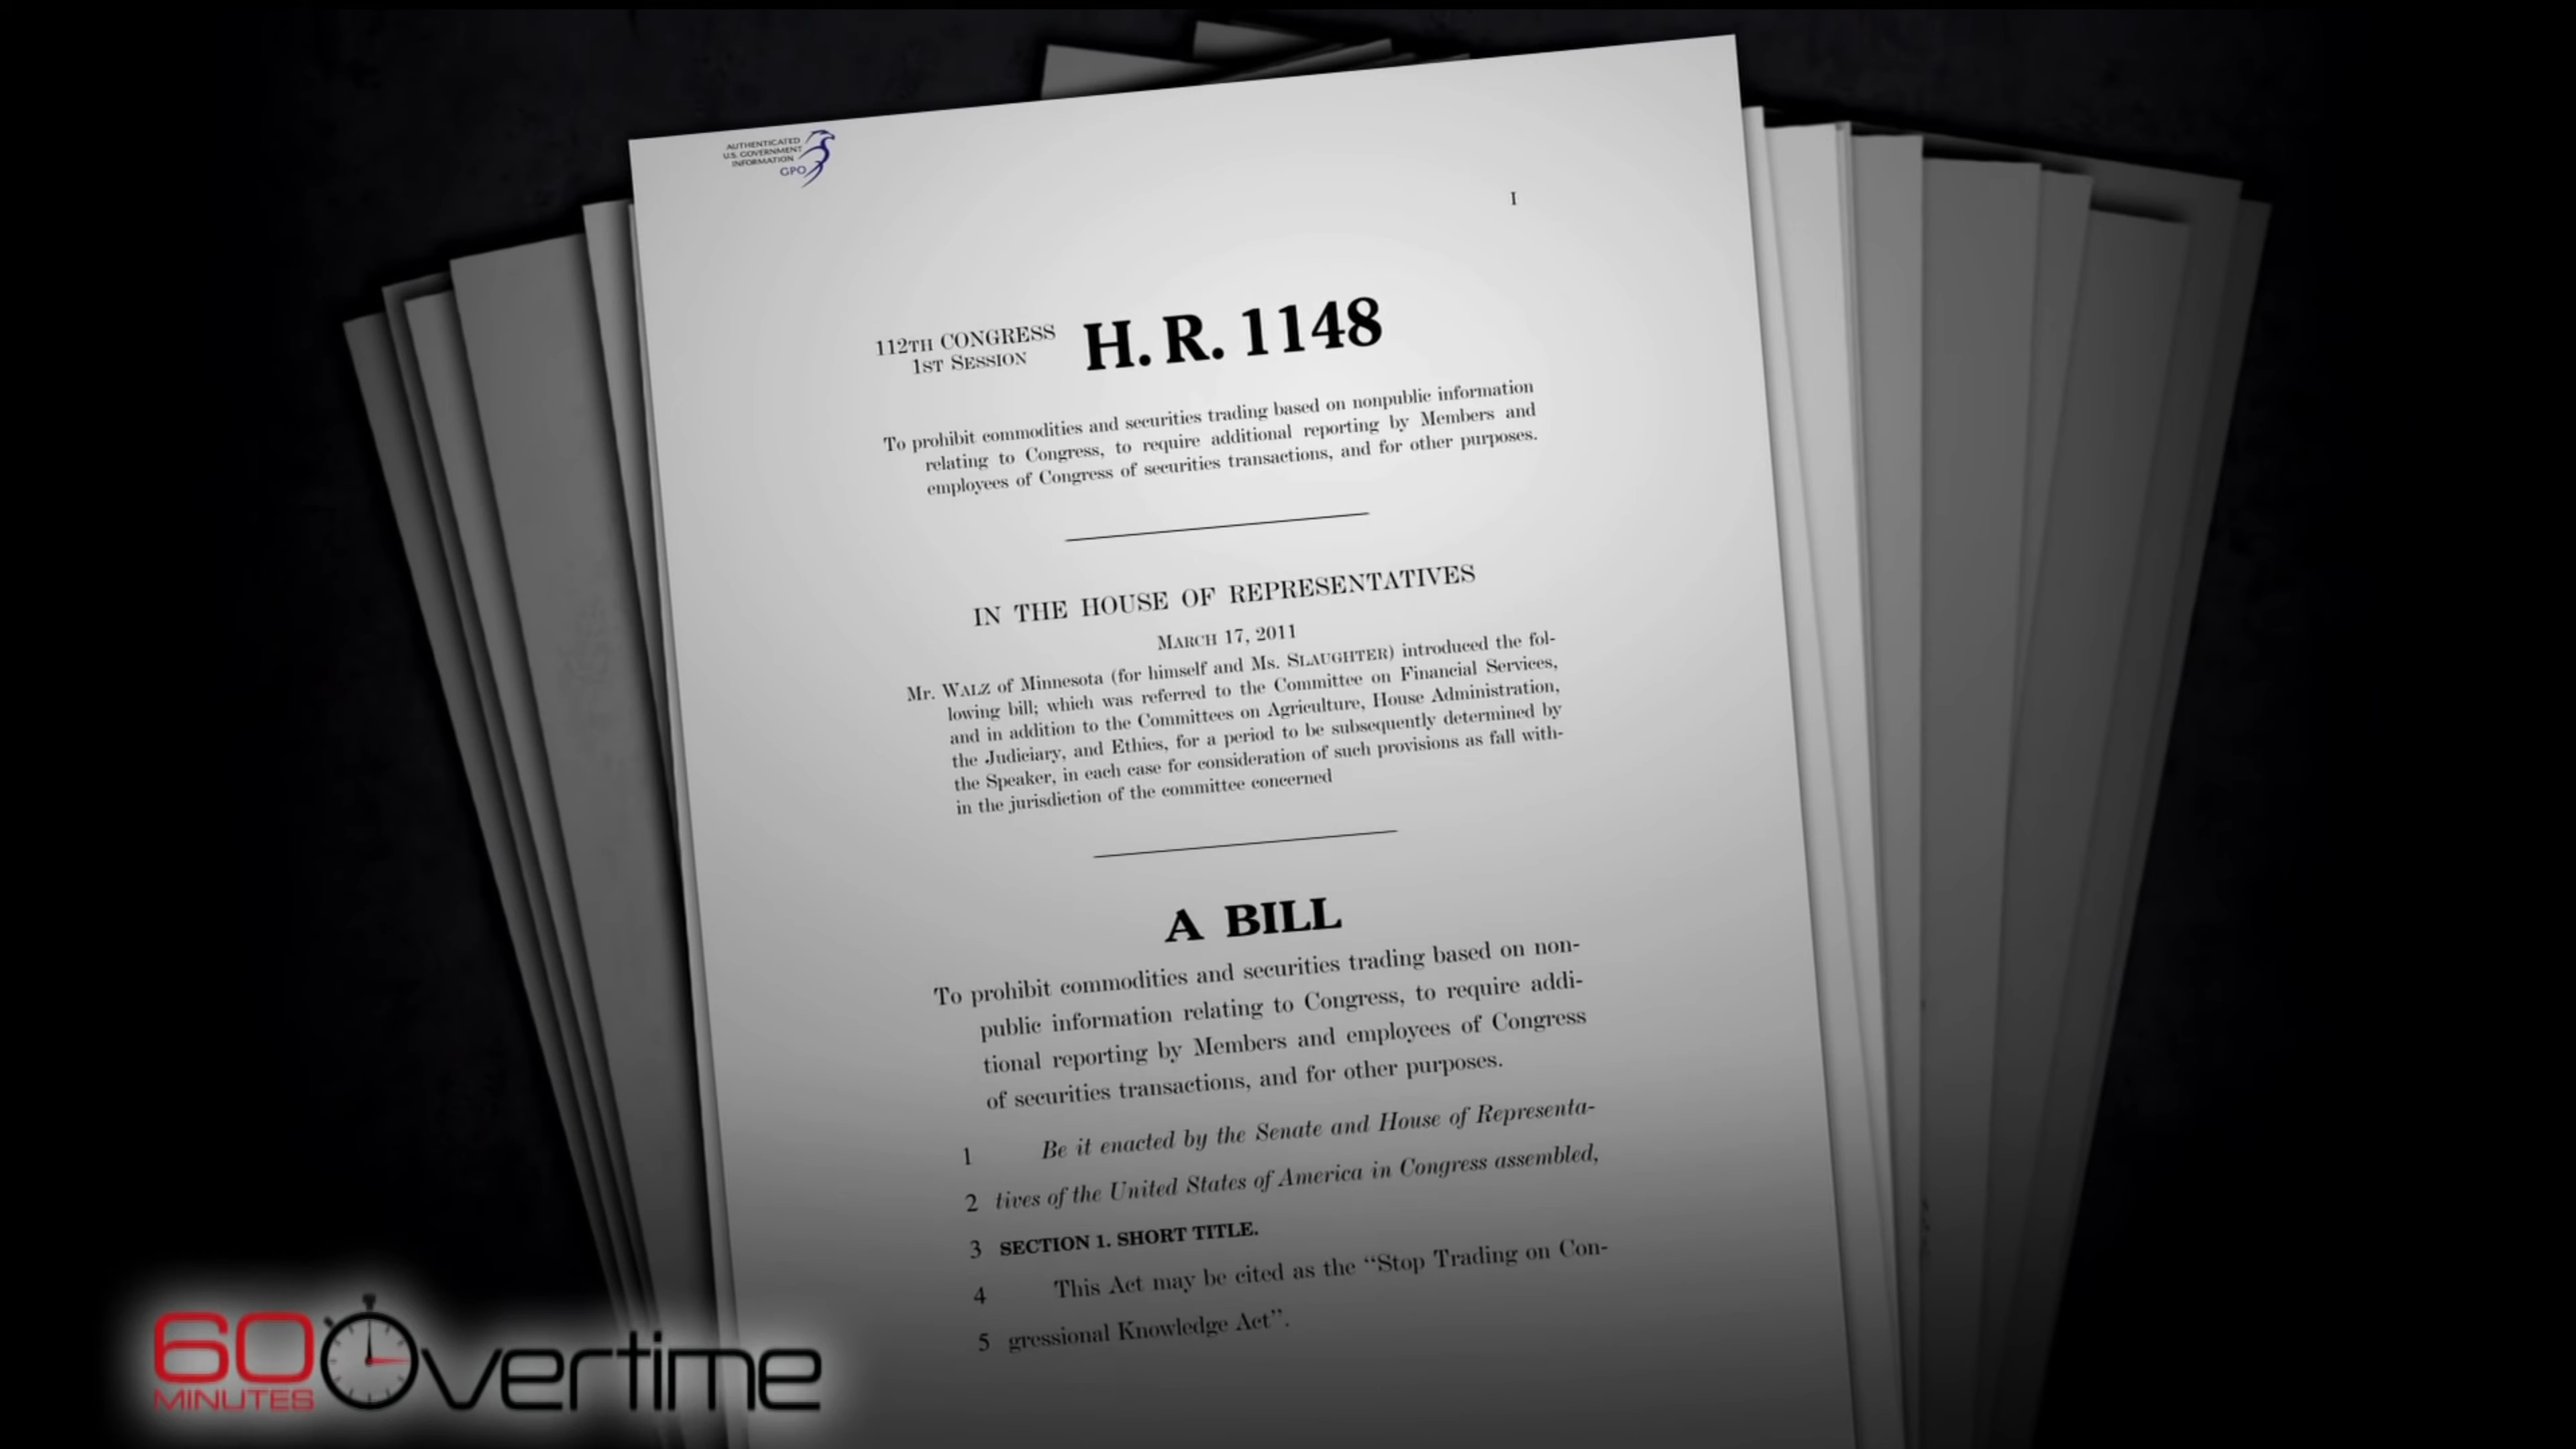 AUTHENTICATED
U.S. GOVERNMENT
INFORMATION
GPO
I
112TH CONGRESS
1ST SESSION
H. R. 1148
To prohibit commodities and securities trading based on nonpublic information
relating to Congress, to require additional reporting by Members and
employees of Congress of securities transactions, and for other purposes.
IN THE HOUSE OF REPRESENTATIVES
MARCH 17, 2011
Mr. WALZ of Minnesota (for himself and Ms. SLAUGHTER) introduced the fol-
lowing bill; which was referred to the Committee on Financial Services,
and in addition to the Committees on Agriculture, House Administration,
the Judiciary, and Ethics, for a period to be subsequently determined by
the Speaker, in each case for consideration of such provisions as fall with-
in the jurisdiction of the committee concerned
A BILL
To prohibit commodities and securities trading based on non-
public information relating to Congress, to require addi-
tional reporting by Members and employees of Congress
of securities transactions, and for other purposes.
1 Be it enacted by the Senate and House of Representa-
2 tives of the United States of America in Congress assembled,
3 SECTION 1. SHORT TITLE.
4 This Act may be cited as the ‘‘Stop Trading on Con-
5 gressional Knowledge Act’’.
60 Overtime
MINUTES